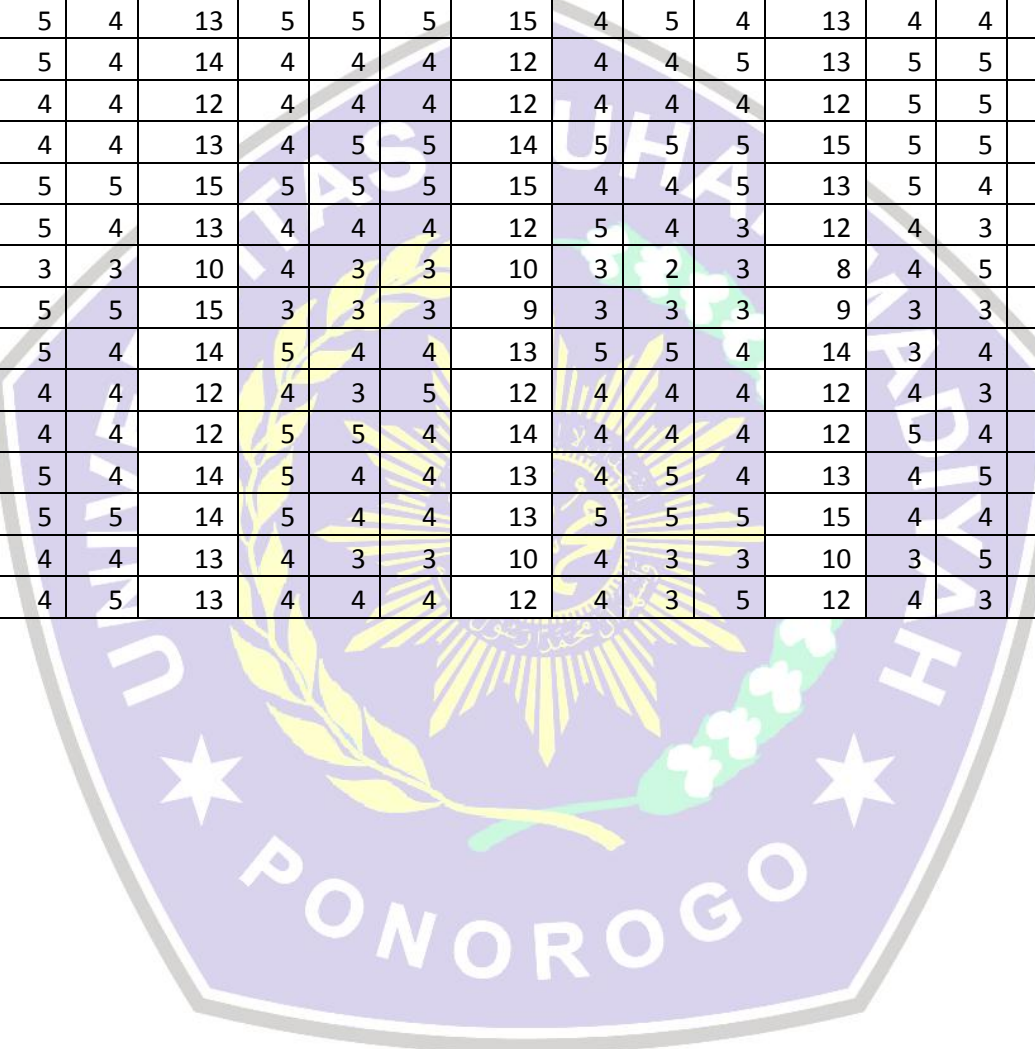 5 4 13 5 5 5 15 4 5 4 13 4 4
5 4 14 4 4 4 12 4 4 5 13 5 5
4 4 12 4 4 4 12 4 4 4 12 5 5
4 4 13 4 5 5 14 5 5 5 15 5 5
5 5 15 5 5 5 15 4 4 5 13 5 4
5 4 13 4 4 4 12 5 4 3 12 4 3
3 3 10 4 3 3 10 3 2 3 8 4 5
5 5 15 3 3 3 9 3 3 3 9 3 3
5 4 14 5 4 4 13 5 5 4 14 3 4
4 4 12 4 3 5 12 4 4 4 12 4 3
4 4 12 5 5 4 14 4 4 4 12 5 4
5 4 14 5 4 4 13 4 5 4 13 4 5
5 5 14 5 4 4 13 5 5 5 15 4 4
4 4 13 4 3 3 10 4 3 3 10 3 5
4 5 13 4 4 4 12 4 3 5 12 4 3
PONOROGO